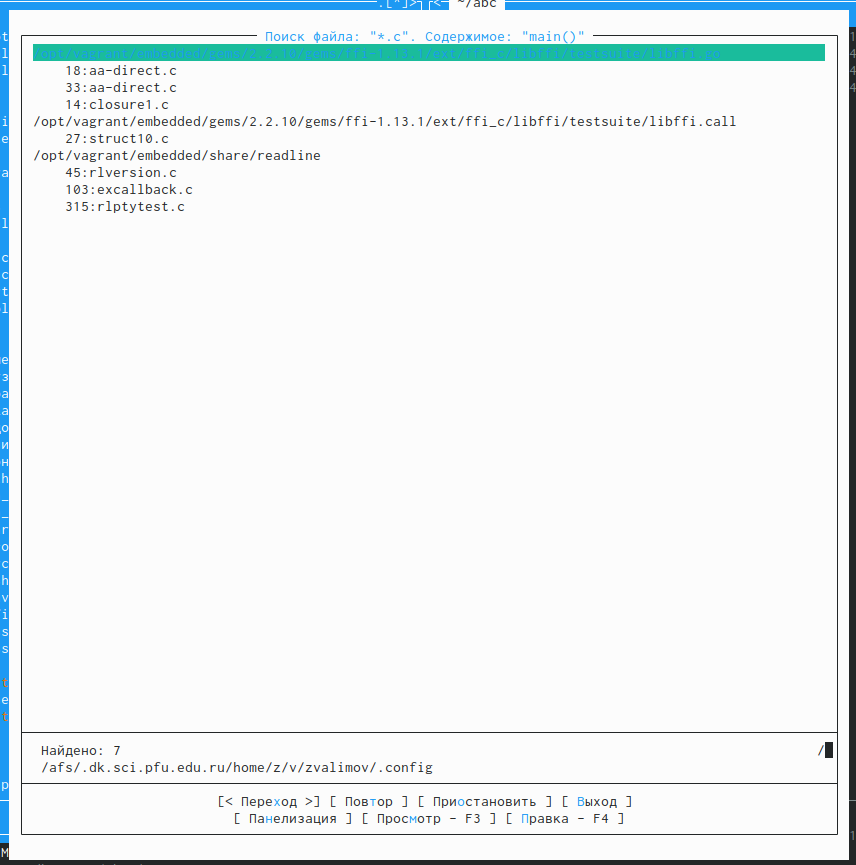 ~/abc
Поиск файла: "*.c". Содержимое: "main()"
/opt/vagrant/embedded/gems/2.2.10/gems/ffi-1.13.1/ext/ffi_c/libffi/testsuite/libffi.go
18:aa-direct.c
33:aa-direct.c
14:closure1.c
/opt/vagrant/embedded/gems/2.2.10/gems/ffi-1.13.1/ext/ffi_c/libffi/testsuite/libffi.call
27:struct10.c
/opt/vagrant/embedded/share/readline
45:rlversion.c
103:excallback.c
315:rlptytest.c
Найдено: 7 /
/afs/.dk.sci.pfu.edu.ru/home/z/v/zvalimov/.config
[< Переход >] [ Повтор ] [ Приостановить ] [ Выход ]
[ Панелизация ] [ Просмотр - F3 ] [ Правка - F4 ]